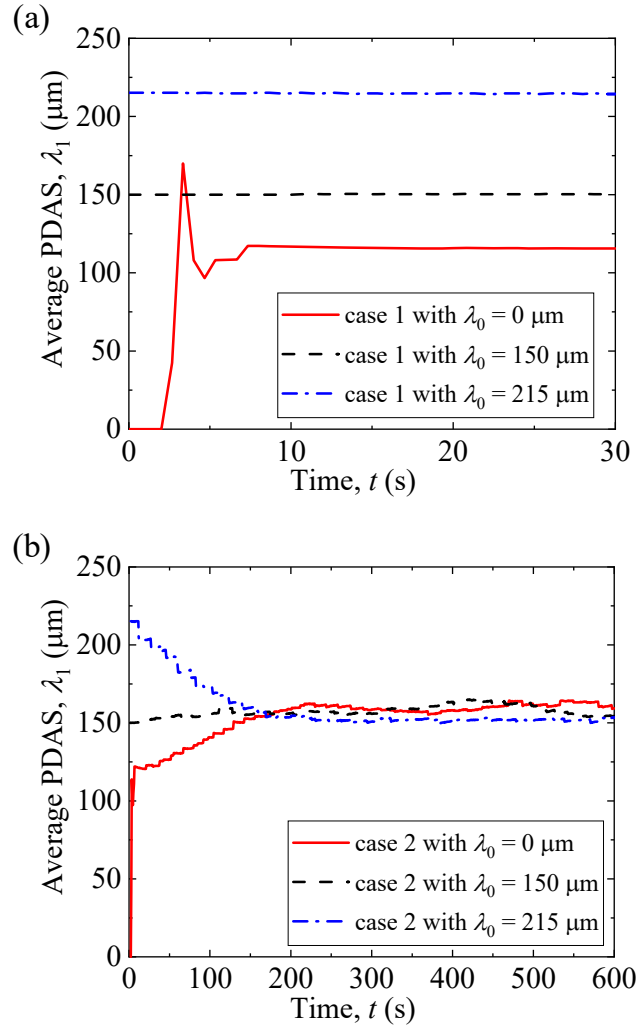 (a)
250
200
150
100
50
0
Average PDAS, λ₁ (μm)
case 1 with λ₀ = 0 μm
case 1 with λ₀ = 150 μm
case 1 with λ₀ = 215 μm
0 10 20 30
Time, t (s)
(b)
250
200
150
100
50
0
Average PDAS, λ₁ (μm)
case 2 with λ₀ = 0 μm
case 2 with λ₀ = 150 μm
case 2 with λ₀ = 215 μm
0 100 200 300 400 500 600
Time, t (s)